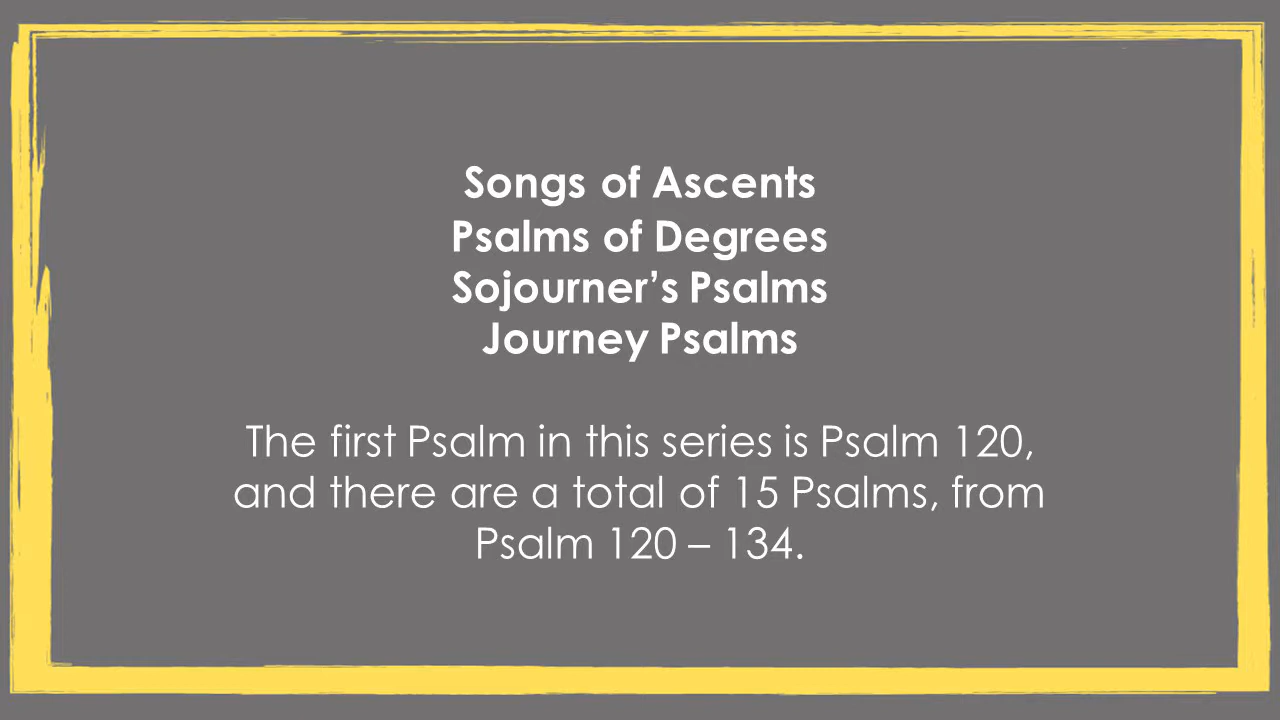 Songs of Ascents
Psalms of Degrees
Sojourner’s Psalms
Journey Psalms
The first Psalm in this series is Psalm 120,
and there are a total of 15 Psalms, from
Psalm 120 – 134.